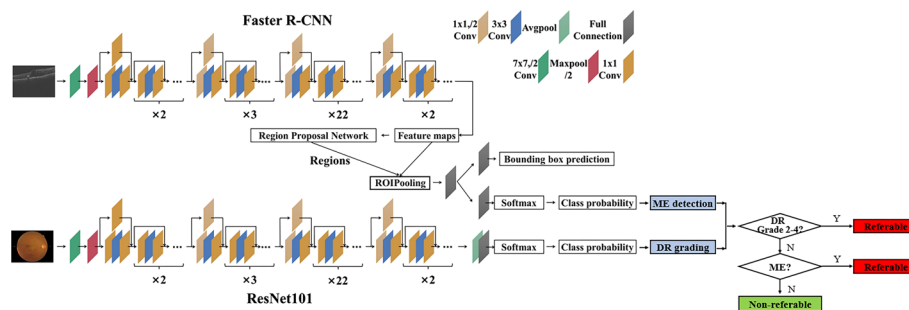 Faster R-CNN
1x1,/2 Conv
3x3 Conv
Avgpool
Full Connection
7x7,/2 Conv
Maxpool /2
1x1 Conv
×2
×3
×22
×2
Region Proposal Network
Feature maps
Regions
ROIPooling
Bounding box prediction
Softmax
Class probability
ME detection
DR Grade 2-4?
Y
Referable
Softmax
Class probability
DR grading
N
ME?
Y
Referable
N
Non-referable
×2
×3
×22
×2
ResNet101